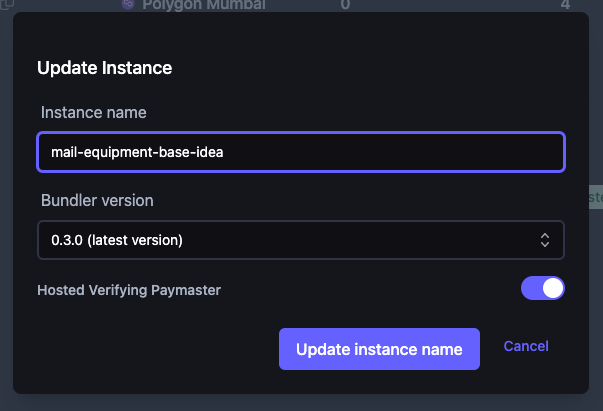 Polygon Mumbai 0 4
Update Instance
Instance name
mail-equipment-base-idea
Bundler version
0.3.0 (latest version)
Hosted Verifying Paymaster
Update instance name Cancel